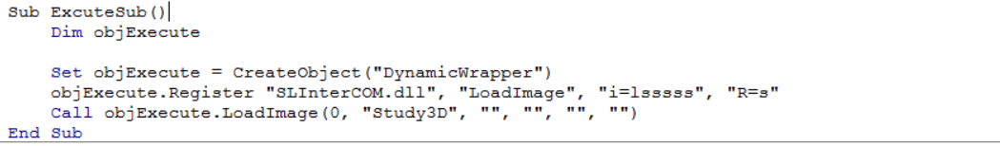 Sub ExcuteSub()
    Dim objExecute

    Set objExecute = CreateObject("DynamicWrapper")
    objExecute.Register "SLInterCOM.dll", "LoadImage", "i=lsssss", "R=s"
    Call objExecute.LoadImage(0, "Study3D", "", "", "", "")
End Sub